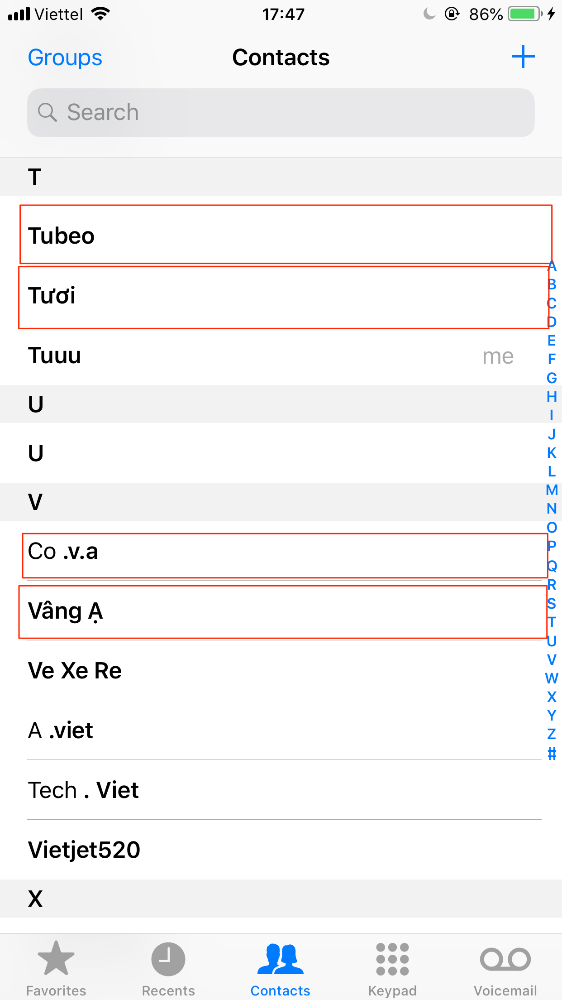 Viettel 17:47 86%
Groups Contacts +
Search
T
Tubeo
Tươi
Tuuu me
U
U
V
Co .v.a
Vâng Ạ
Ve Xe Re
A .viet
Tech . Viet
Vietjet520
X
A
B
C
D
E
F
G
H
I
J
K
L
M
N
O
P
Q
R
S
T
U
V
W
X
Y
Z
#
Favorites Recents Contacts Keypad Voicemail